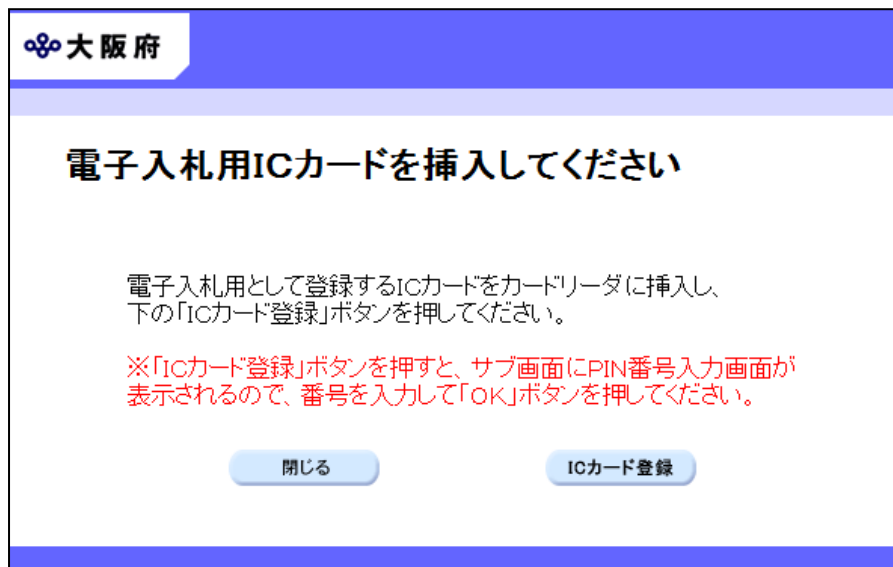 大阪府
電子入札用ICカードを挿入してください
電子入札用として登録するICカードをカードリーダに挿入し、
下の「ICカード登録」ボタンを押してください。
※「ICカード登録」ボタンを押すと、サブ画面にPIN番号入力画面が
表示されるので、番号を入力して「OK」ボタンを押してください。
閉じる ICカード登録